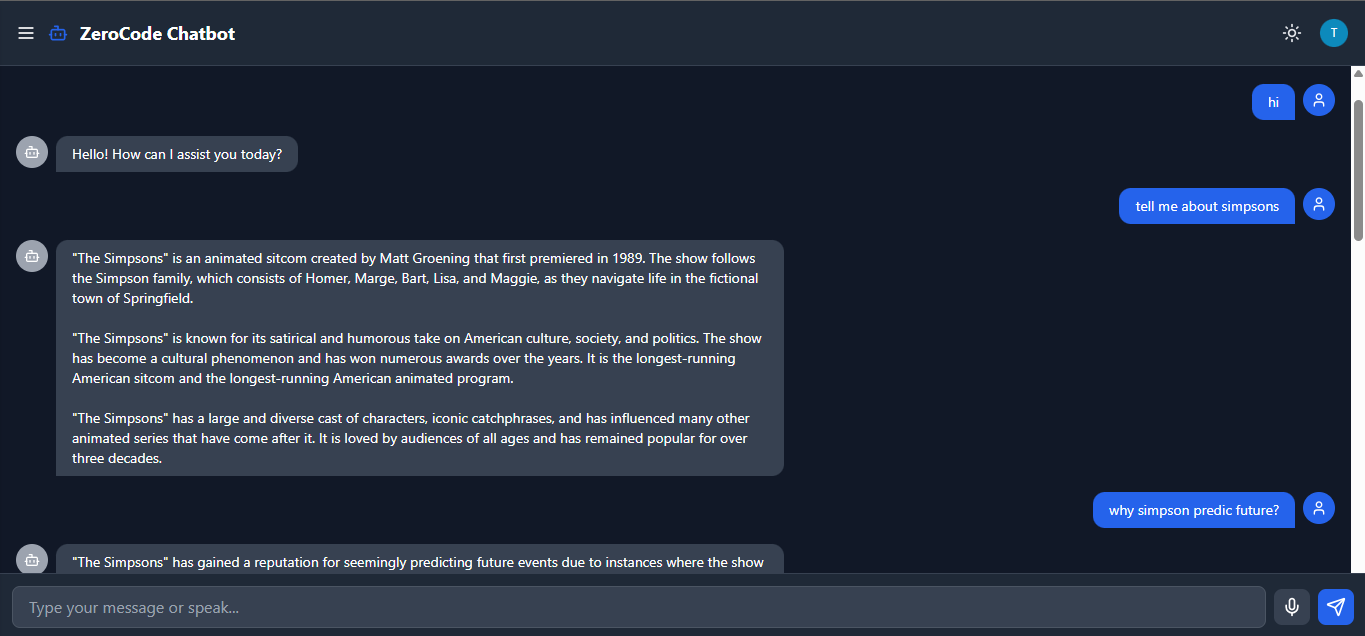 ZeroCode Chatbot
T
hi
Hello! How can I assist you today?
tell me about simpsons
"The Simpsons" is an animated sitcom created by Matt Groening that first premiered in 1989. The show follows
the Simpson family, which consists of Homer, Marge, Bart, Lisa, and Maggie, as they navigate life in the fictional
town of Springfield.
"The Simpsons" is known for its satirical and humorous take on American culture, society, and politics. The show
has become a cultural phenomenon and has won numerous awards over the years. It is the longest-running
American sitcom and the longest-running American animated program.
"The Simpsons" has a large and diverse cast of characters, iconic catchphrases, and has influenced many other
animated series that have come after it. It is loved by audiences of all ages and has remained popular for over
three decades.
why simpson predic future?
"The Simpsons" has gained a reputation for seemingly predicting future events due to instances where the show
Type your message or speak...